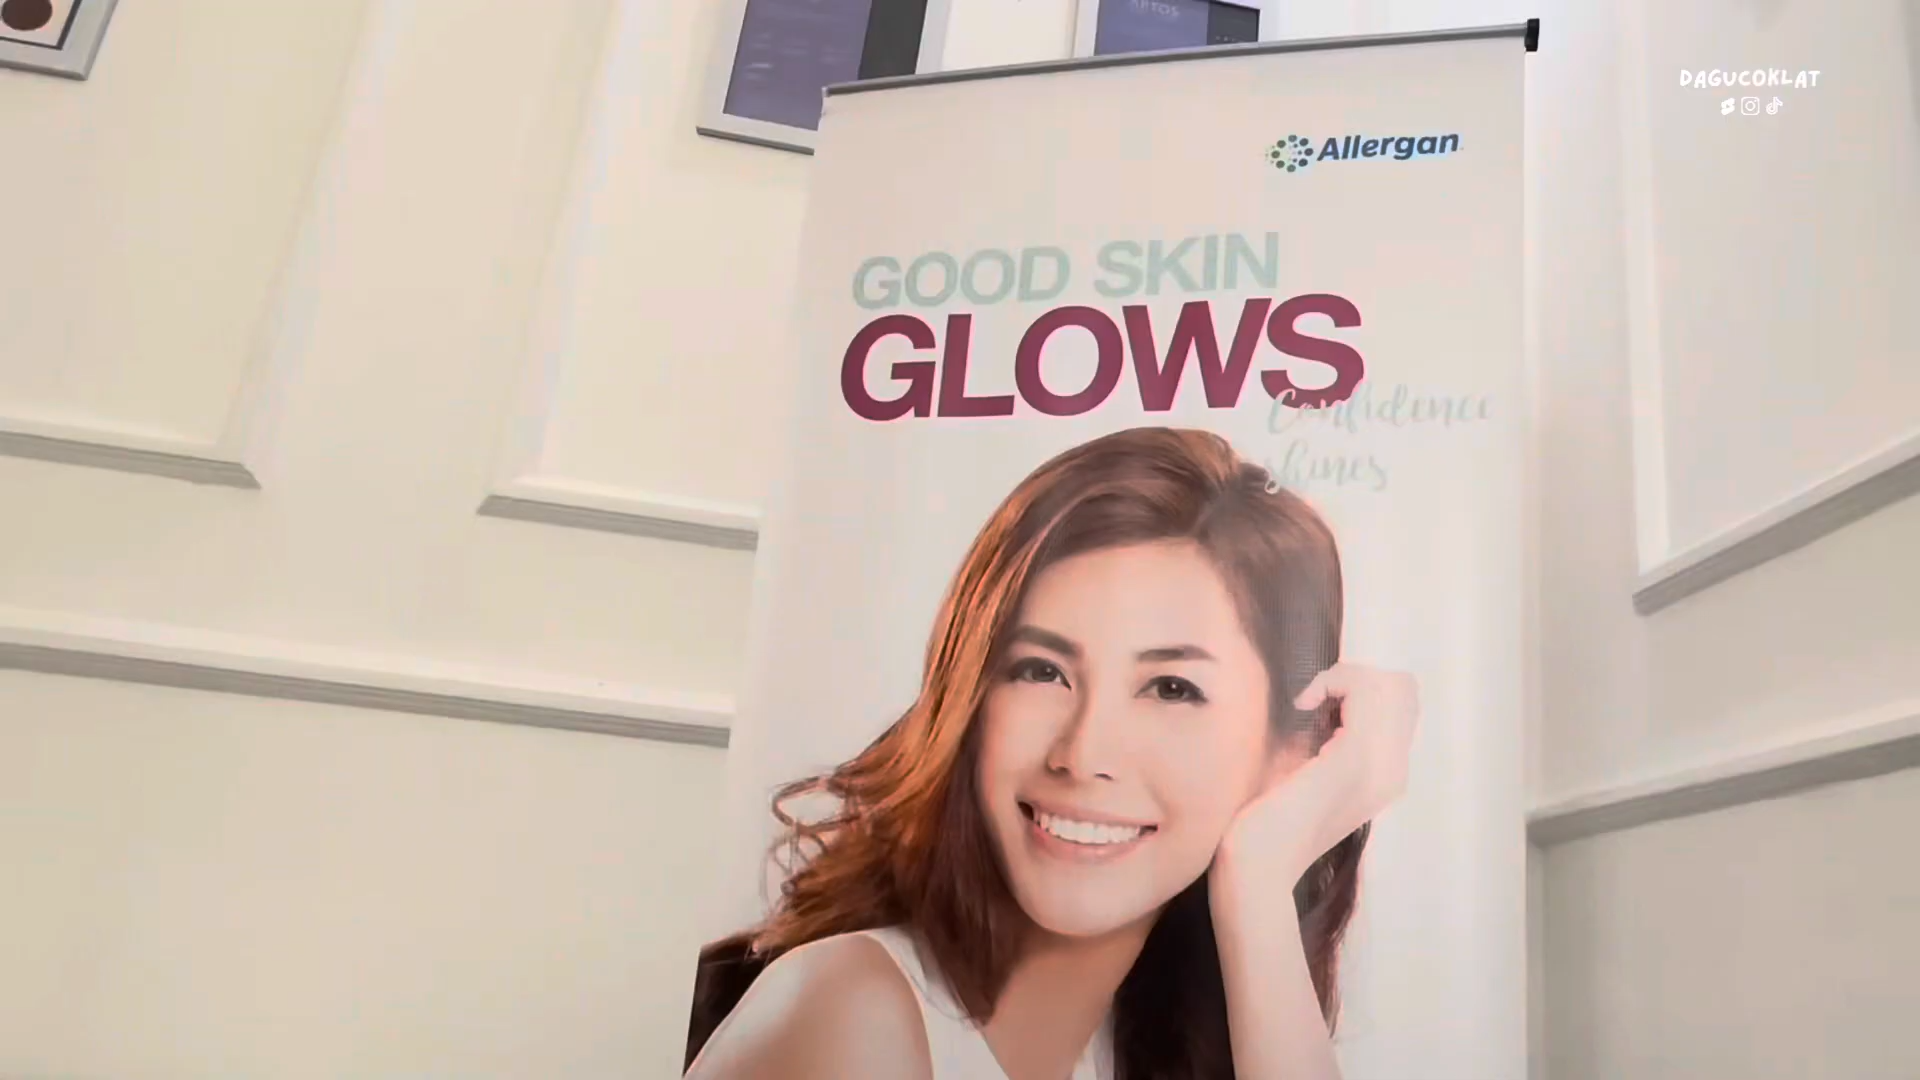 DAGUCOKLAT
Allergan
GOOD SKIN
GLOWS
Confidence
shines